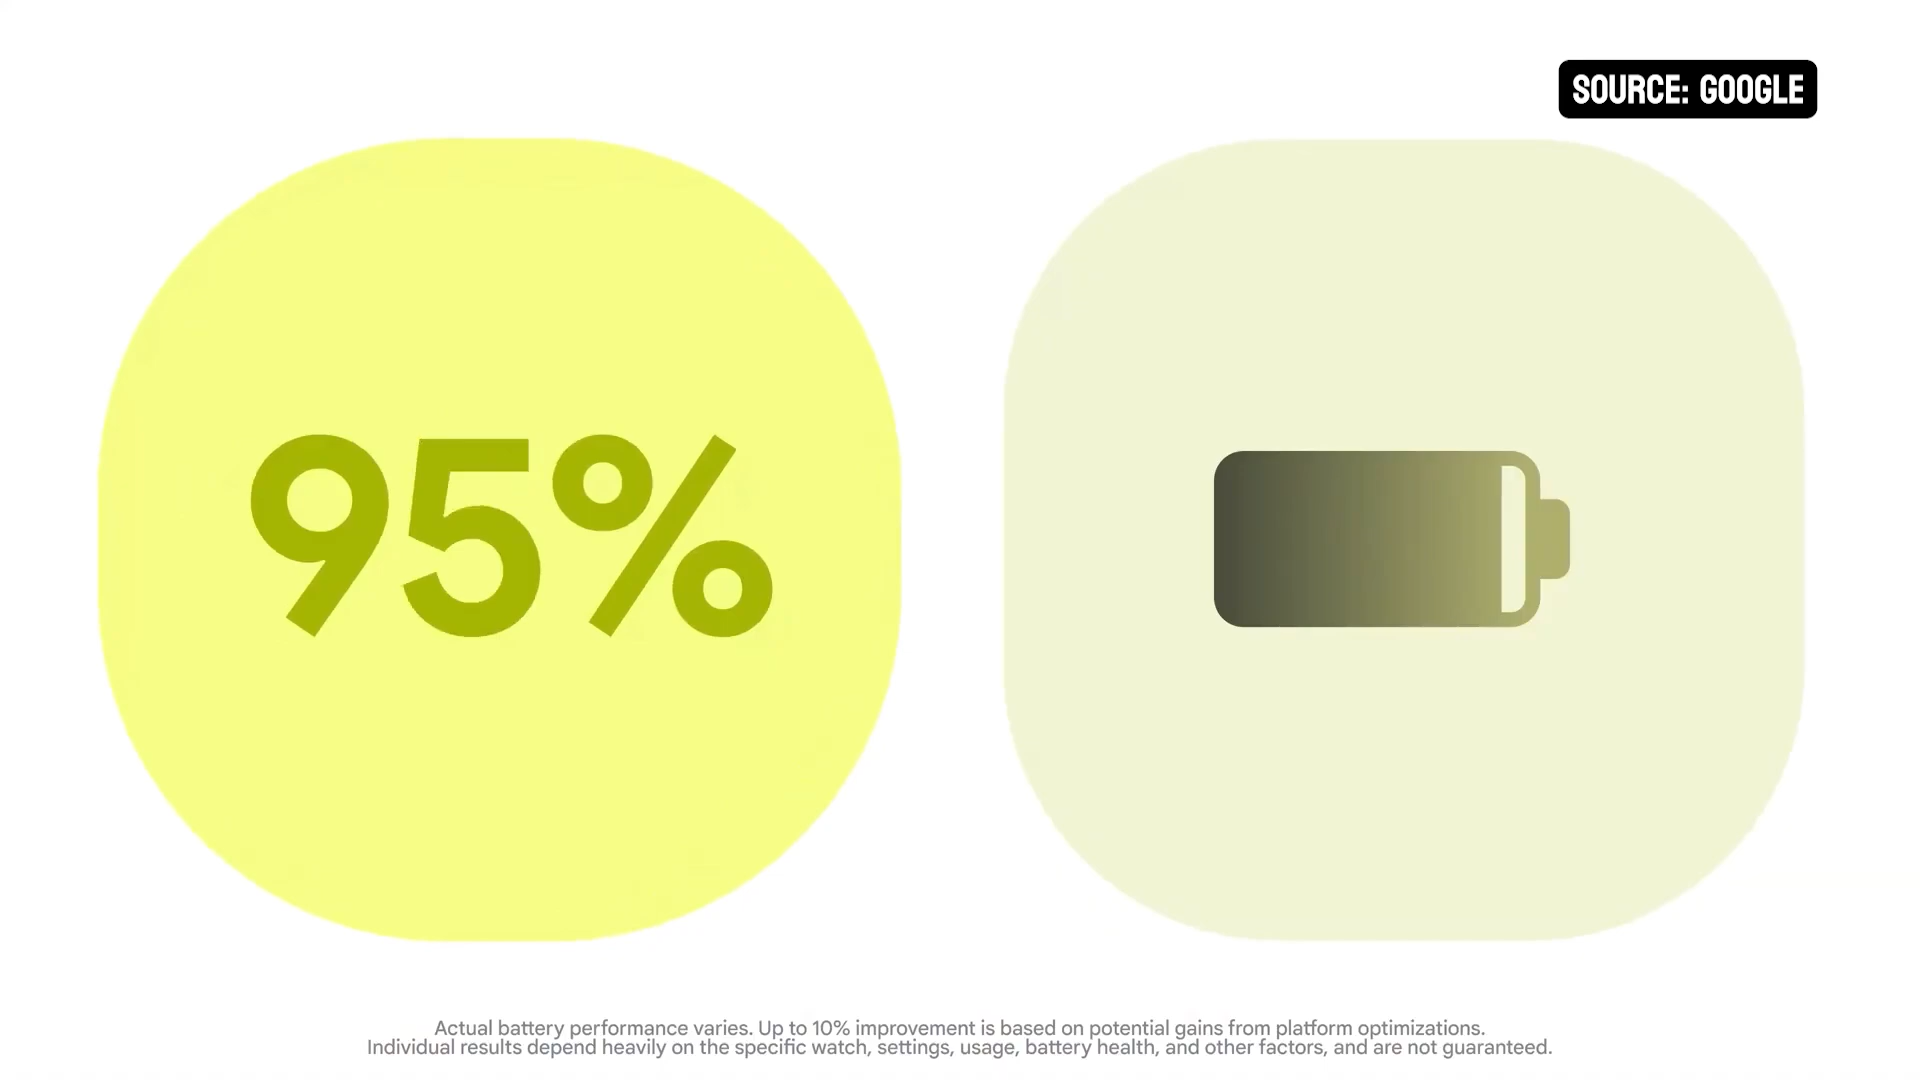 SOURCE: GOOGLE
95%
Actual battery performance varies. Up to 10% improvement is based on potential gains from platform optimizations.
Individual results depend heavily on the specific watch, settings, usage, battery health, and other factors, and are not guaranteed.